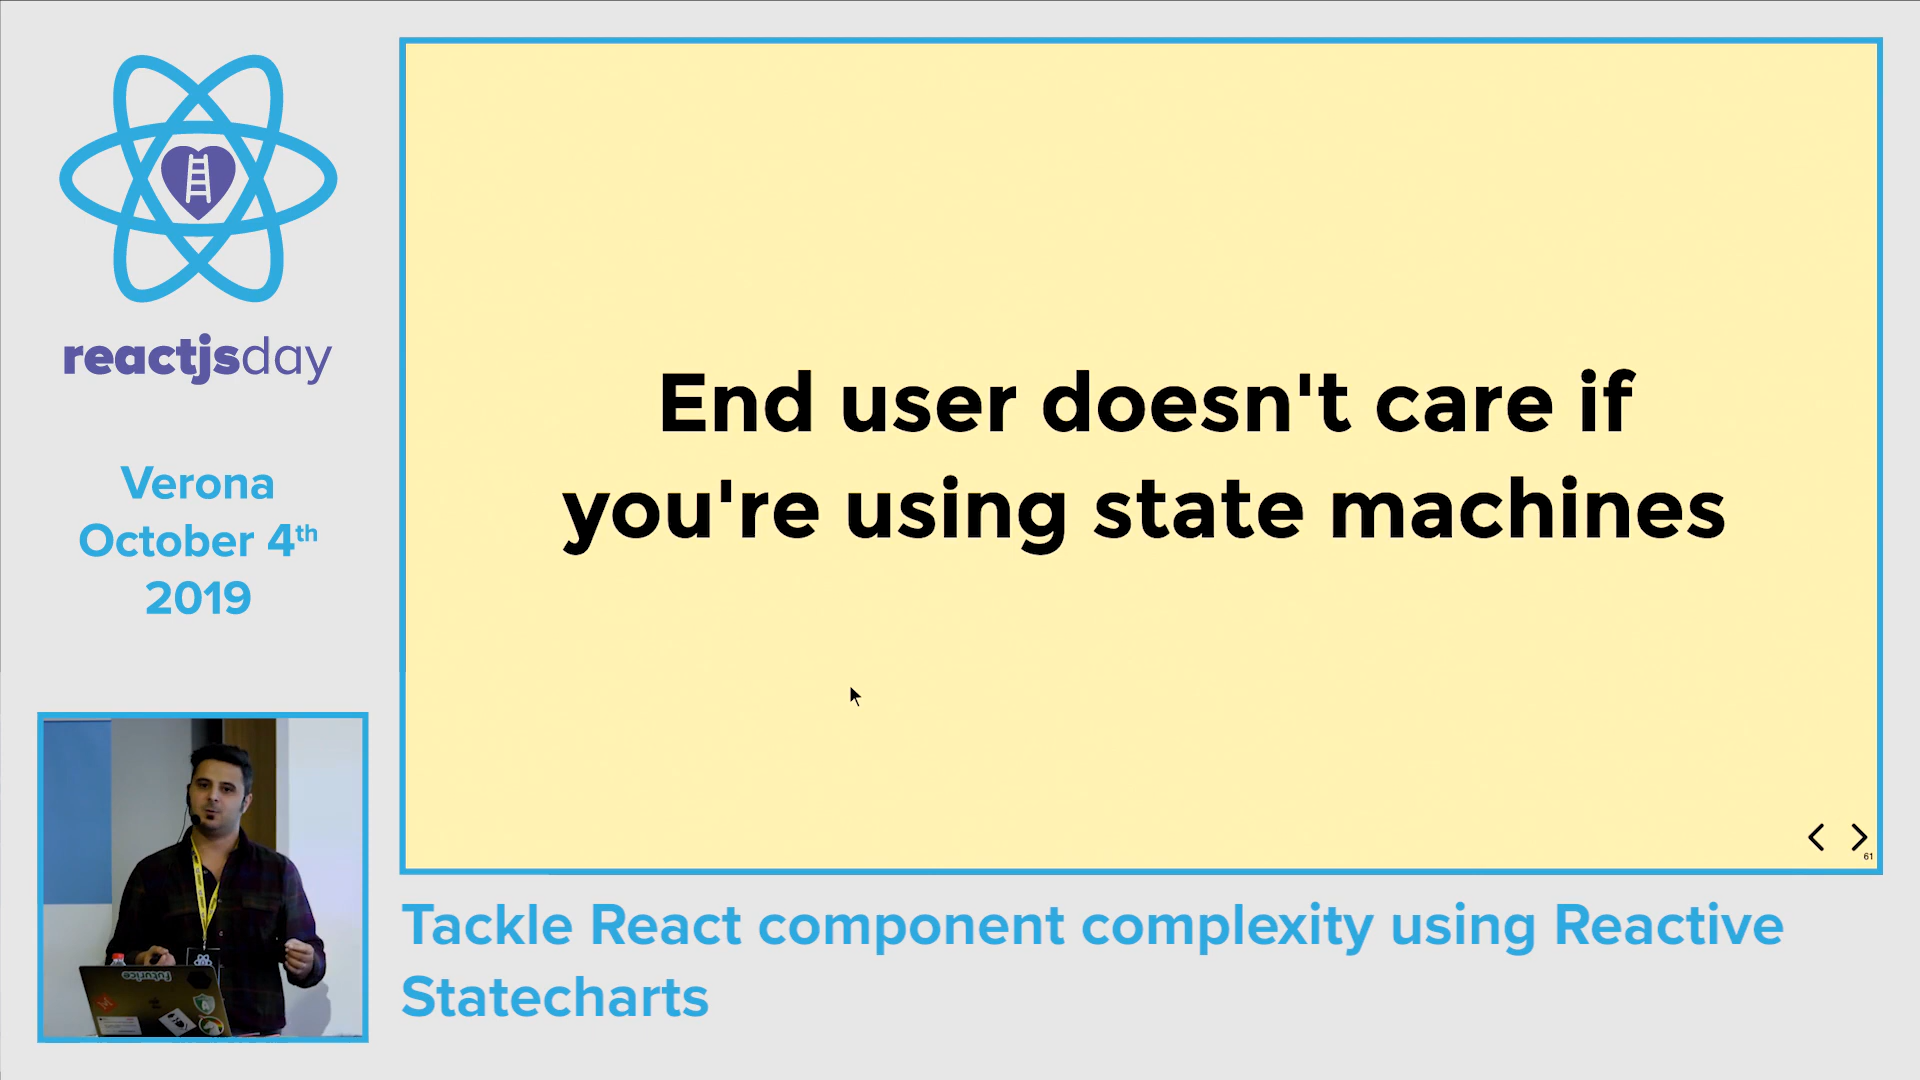 reactjsday
Verona
October 4th
2019
End user doesn't care if
you're using state machines
61
Tackle React component complexity using Reactive
Statecharts
futurice